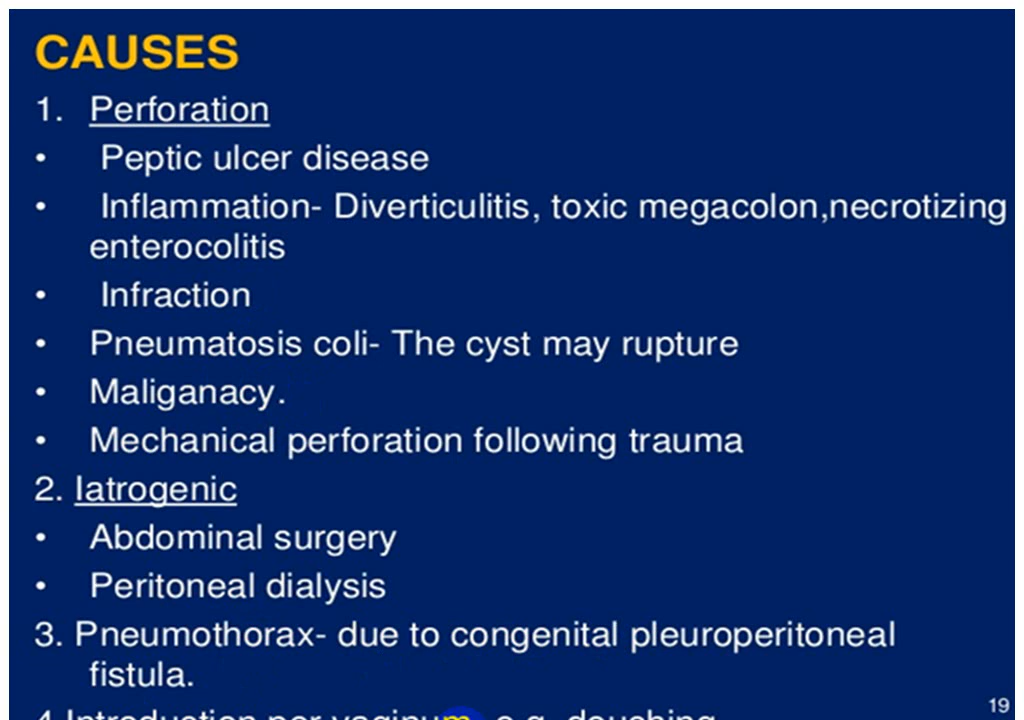 CAUSES
1. Perforation
• Peptic ulcer disease
• Inflammation- Diverticulitis, toxic megacolon,necrotizing
enterocolitis
• Infraction
• Pneumatosis coli- The cyst may rupture
• Maliganacy.
• Mechanical perforation following trauma
2. Iatrogenic
• Abdominal surgery
• Peritoneal dialysis
3. Pneumothorax- due to congenital pleuroperitoneal
fistula.
4.Introduction per vaginum- e.g. douching
19